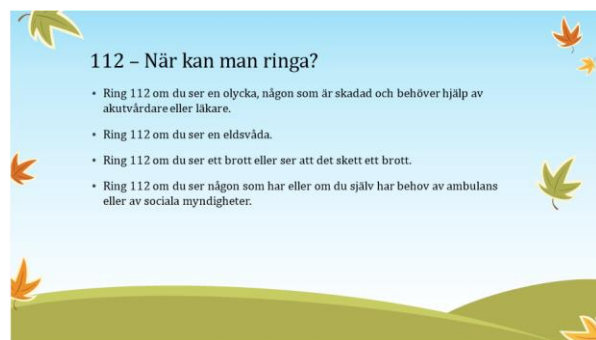 112 – När kan man ringa?
• Ring 112 om du ser en olycka, någon som är skadad och behöver hjälp av
akutvårdare eller läkare.
• Ring 112 om du ser en eldsvåda.
• Ring 112 om du ser ett brott eller ser att det skett ett brott.
• Ring 112 om du ser någon som har eller om du själv har behov av ambulans
eller av sociala myndigheter.